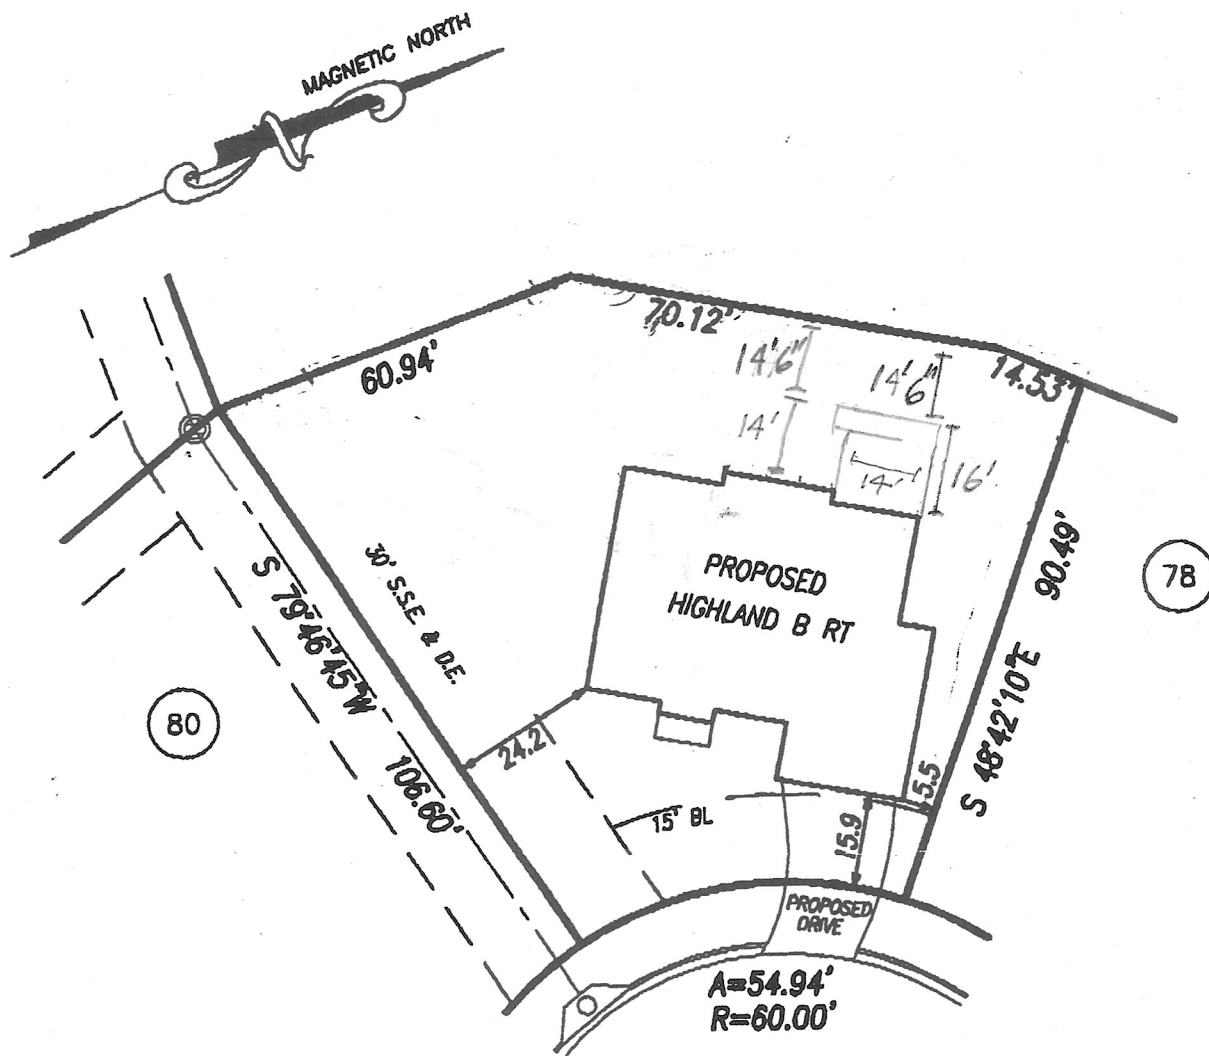 MAGNETIC NORTH
60.94'
70.12'
14'6"
14'6"
14.53'
14'
14'
16'
PROPOSED
HIGHLAND B RT
90.49'
78
S 48°42'10"E
30' S.S.E. & D.E.
S 79°46'45"W
106.60'
80
24.2
15' BL
15.9
5.5
PROPOSED
DRIVE
A=54.94'
R=60.00'